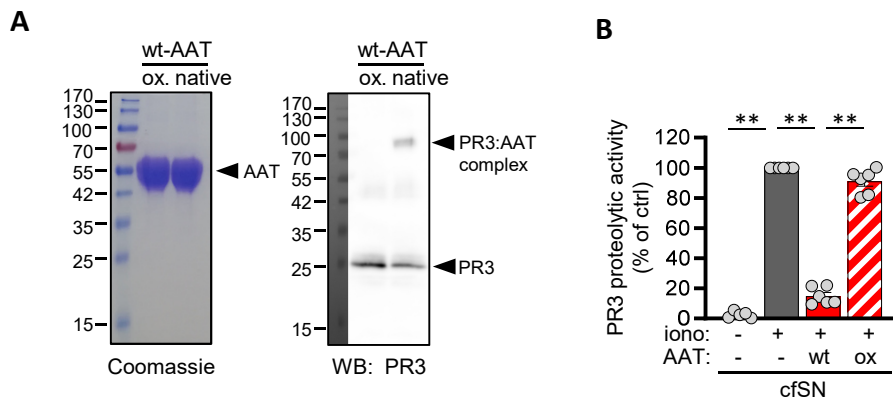 A
wt-AAT
ox. native
170
130
100
70
55
42
35
25
15
AAT
Coomassie
wt-AAT
ox. native
170
130
100
70
55
42
35
25
15
PR3:AAT
complex
PR3
WB: PR3
B
** ** **
PR3 proteolytic activity
(% of ctrl)
120
100
80
60
40
20
0
iono: - + + +
AAT: - - wt ox
cfSN